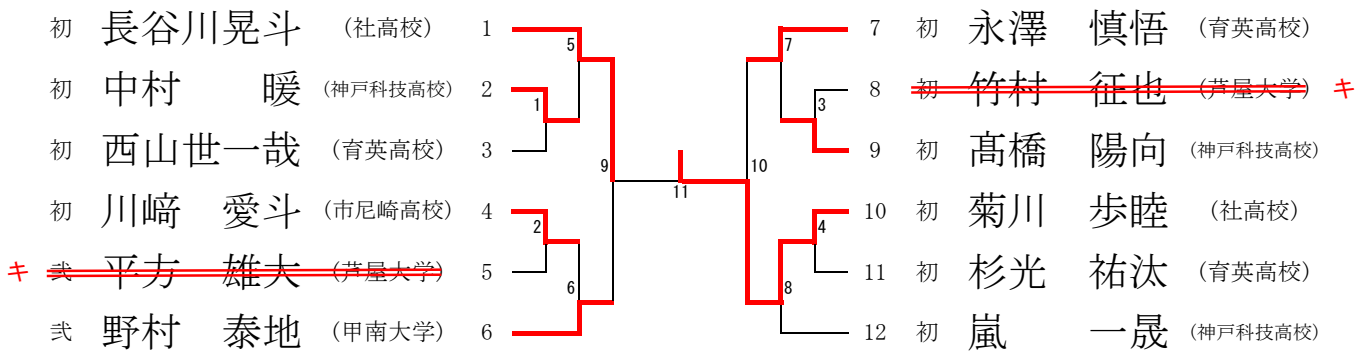 初 長谷川晃斗 (社高校) 1
初 中村 暖 (神戸科技高校) 2
初 西山世一哉 (育英高校) 3
初 川﨑 愛斗 (市尼崎高校) 4
キ 弐 平力 雄大 (芦屋大学) 5
弐 野村 泰地 (甲南大学) 6
5
1
9
2
6
11
7
3
10
4
8
7 初 永澤 慎悟 (育英高校)
8 初 竹村 征也 (芦屋大学) キ
9 初 髙橋 陽向 (神戸科技高校)
10 初 菊川 歩睦 (社高校)
11 初 杉光 祐汰 (育英高校)
12 初 嵐 一晟 (神戸科技高校)